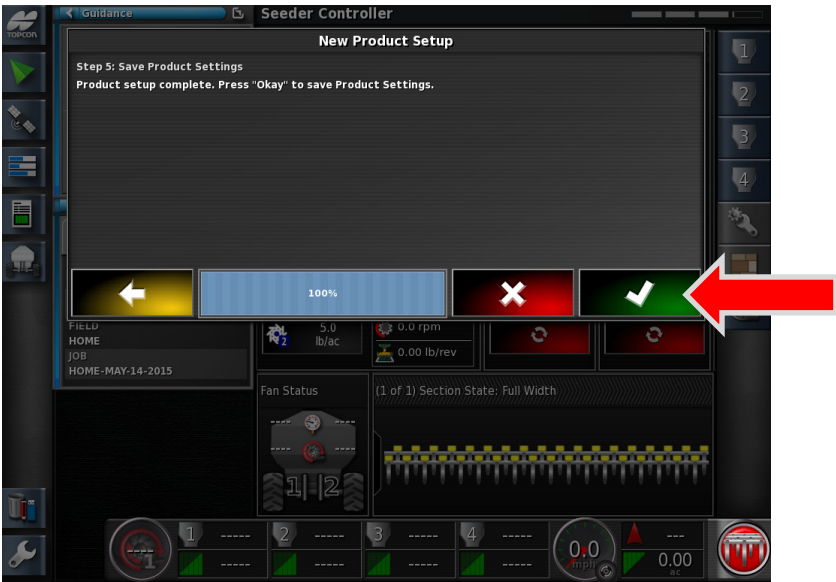 Guidance
Seeder Controller
TOPCON
New Product Setup
Step 5: Save Product Settings
Product setup complete. Press "Okay" to save Product Settings.
100%
1
2
3
4
FIELD
HOME
JOB
HOME-MAY-14-2015
2
5.0
lb/ac
0.0 rpm
0.00 lb/rev
Fan Status
(1 of 1) Section State: Full Width
---- ----
---- ----
1 2
----
1
1 -----
-----
2 -----
-----
3 -----
-----
4 -----
-----
0.0
mph
---
0.00
ac